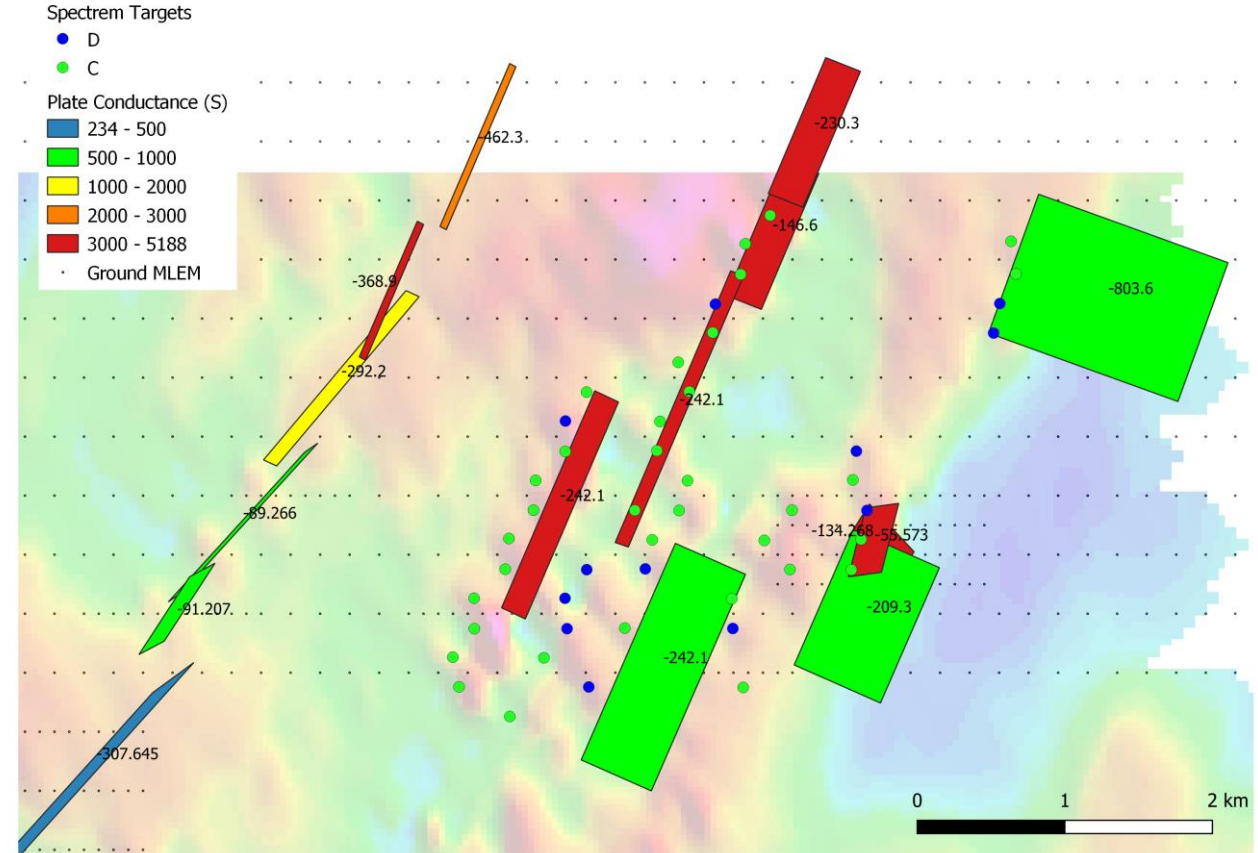 Spectrem Targets
D
C
Plate Conductance (S)
234 - 500
500 - 1000
1000 - 2000
2000 - 3000
3000 - 5188
Ground MLEM
-462.3
-230.3
-146.6
-368.9
-803.6
-292.2
-242.1
-242.1
-89.266
-134.268
-55.573
-91.207
-209.3
-242.1
-307.645
0 1 2 km